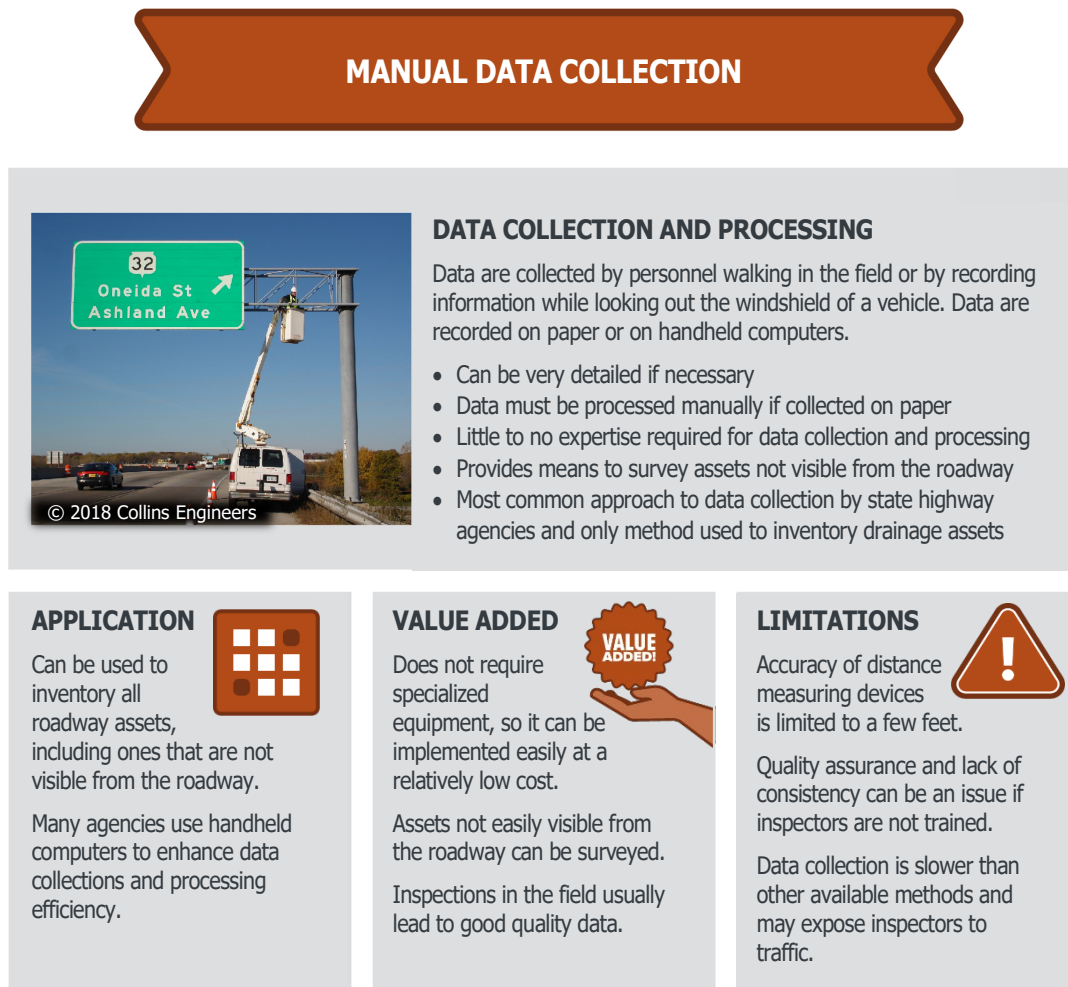 MANUAL DATA COLLECTION
32
Oneida St
Ashland Ave
© 2018 Collins Engineers
DATA COLLECTION AND PROCESSING
Data are collected by personnel walking in the field or by recording
information while looking out the windshield of a vehicle. Data are
recorded on paper or on handheld computers.
• Can be very detailed if necessary
• Data must be processed manually if collected on paper
• Little to no expertise required for data collection and processing
• Provides means to survey assets not visible from the roadway
• Most common approach to data collection by state highway
agencies and only method used to inventory drainage assets
APPLICATION
Can be used to
inventory all
roadway assets,
including ones that are not
visible from the roadway.
Many agencies use handheld
computers to enhance data
collections and processing
efficiency.
VALUE ADDED
VALUE
ADDED!
Does not require
specialized
equipment, so it can be
implemented easily at a
relatively low cost.
Assets not easily visible from
the roadway can be surveyed.
Inspections in the field usually
lead to good quality data.
LIMITATIONS
!
Accuracy of distance
measuring devices
is limited to a few feet.
Quality assurance and lack of
consistency can be an issue if
inspectors are not trained.
Data collection is slower than
other available methods and
may expose inspectors to
traffic.